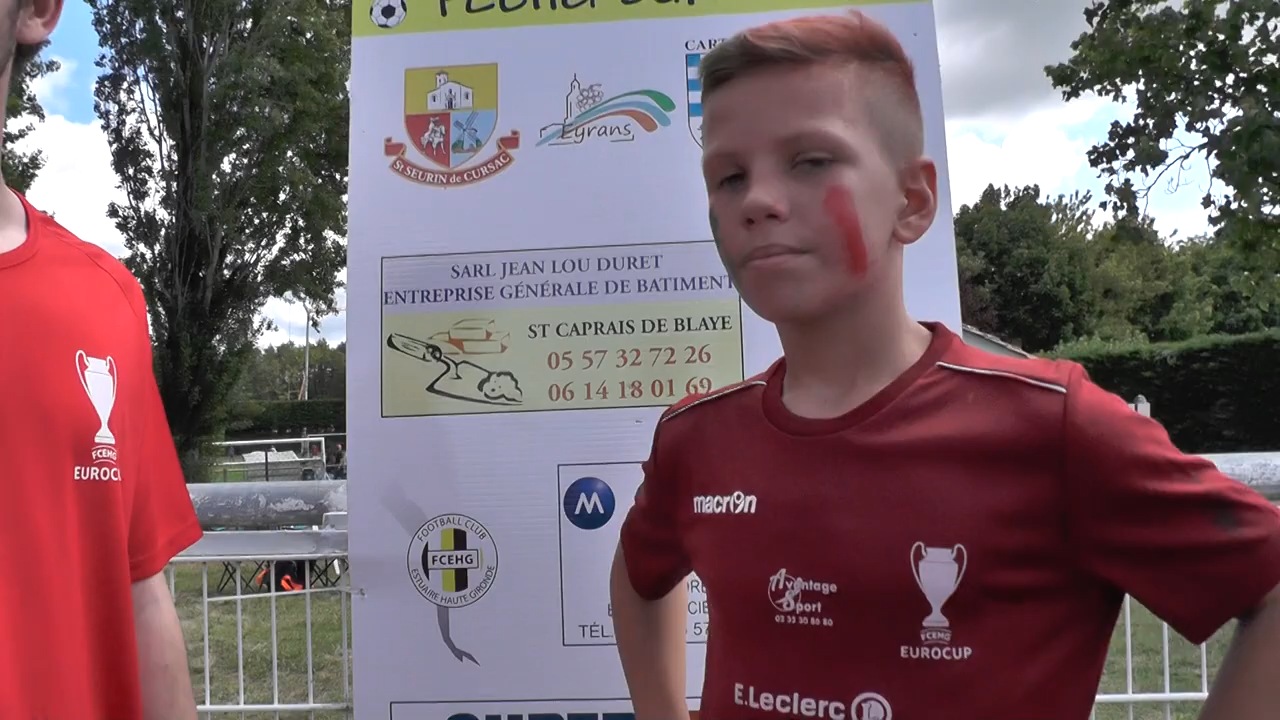 St SEURIN de CURSAC
Eyrans
SARL JEAN LOU DURET
ENTREPRISE GÉNÉRALE DE BATIMENT
ST CAPRAIS DE BLAYE
05 57 32 72 26
06 14 18 01 69
FOOTBALL CLUB
FCEHG
ESTUAIRE HAUTE GIRONDE
M
TÉL.
57
FCEHG
EUROCUP
macron
Avantage
Sport
FCEHG
EUROCUP
E.Leclerc L